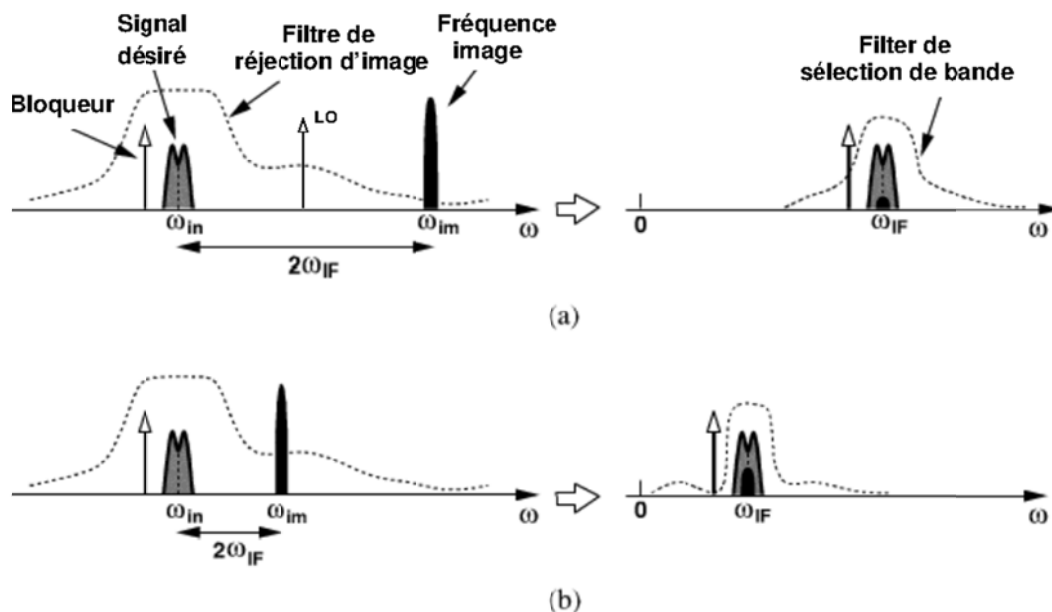 Signal
désiré
Filtre de
réjection d'image
Fréquence
image
Bloqueur
LO
ω_in
ω_im
ω
2ω_IF
Filter de
sélection de bande
0
ω_IF
ω
(a)
ω_in
ω_im
ω
2ω_IF
0
ω_IF
ω
(b)